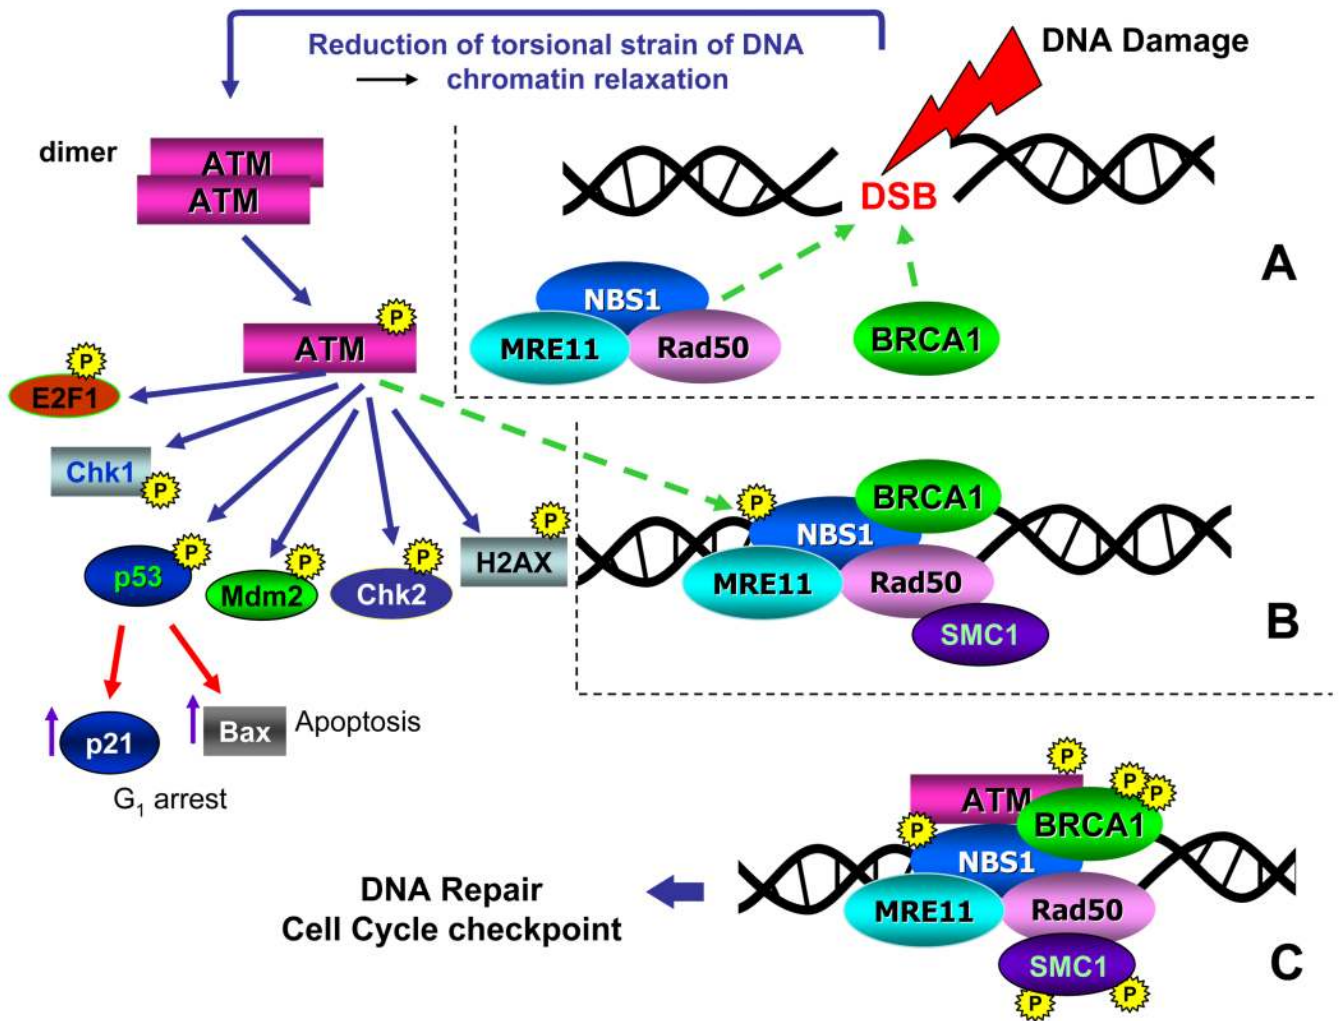 Reduction of torsional strain of DNA
chromatin relaxation
DNA Damage
dimer
ATM
ATM
DSB
A
NBS1
MRE11
Rad50
BRCA1
P
ATM
P
E2F1
Chk1
P
P
p53
P
Mdm2
P
Chk2
P
H2AX
P
NBS1
BRCA1
MRE11
Rad50
SMC1
B
p21
Bax
Apoptosis
G1 arrest
P
ATM
P
P
BRCA1
P
NBS1
MRE11
Rad50
SMC1
P
P
C
DNA Repair
Cell Cycle checkpoint